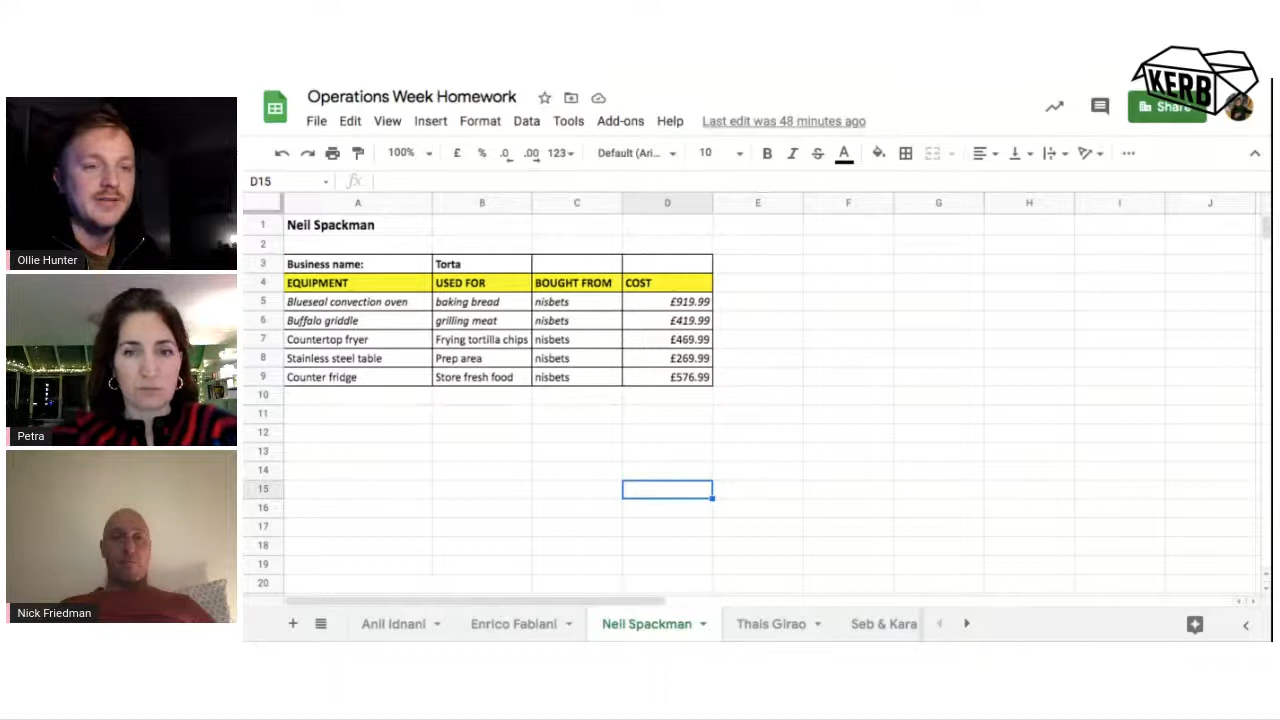 KERB
Operations Week Homework
Share
File Edit View Insert Format Data Tools Add-ons Help Last edit was 48 minutes ago
100% £ % .0 .00 123 Default (Ari... 10 B I S A ...
D15 fx
A B C D E F G H I J
1 Neil Spackman
2
3 Business name: Torta
4 EQUIPMENT USED FOR BOUGHT FROM COST
5 Blueseal convection oven baking bread nisbets £919.99
6 Buffalo griddle grilling meat nisbets £419.99
7 Countertop fryer Frying tortilla chips nisbets £469.99
8 Stainless steel table Prep area nisbets £269.99
9 Counter fridge Store fresh food nisbets £576.99
10
11
12
13
14
15
16
17
18
19
20
Anil Idnani Enrico Fabiani Neil Spackman Thais Girao Seb & Kara
Ollie Hunter
Petra
Nick Friedman